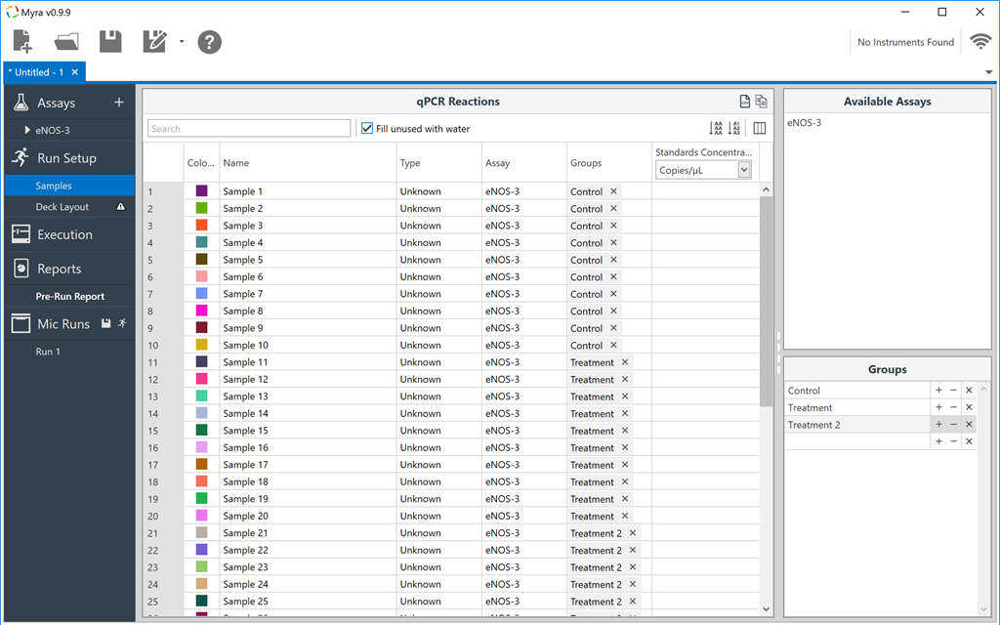 Myra v0.9.9
No Instruments Found
* Untitled - 1
Assays
eNOS-3
Run Setup
Samples
Deck Layout
Execution
Reports
Pre-Run Report
Mic Runs
Run 1
qPCR Reactions
Search
Fill unused with water
Colo... Name Type Assay Groups Standards Concentra...
Copies/µL
1 Sample 1 Unknown eNOS-3 Control
2 Sample 2 Unknown eNOS-3 Control
3 Sample 3 Unknown eNOS-3 Control
4 Sample 4 Unknown eNOS-3 Control
5 Sample 5 Unknown eNOS-3 Control
6 Sample 6 Unknown eNOS-3 Control
7 Sample 7 Unknown eNOS-3 Control
8 Sample 8 Unknown eNOS-3 Control
9 Sample 9 Unknown eNOS-3 Control
10 Sample 10 Unknown eNOS-3 Control
11 Sample 11 Unknown eNOS-3 Treatment
12 Sample 12 Unknown eNOS-3 Treatment
13 Sample 13 Unknown eNOS-3 Treatment
14 Sample 14 Unknown eNOS-3 Treatment
15 Sample 15 Unknown eNOS-3 Treatment
16 Sample 16 Unknown eNOS-3 Treatment
17 Sample 17 Unknown eNOS-3 Treatment
18 Sample 18 Unknown eNOS-3 Treatment
19 Sample 19 Unknown eNOS-3 Treatment
20 Sample 20 Unknown eNOS-3 Treatment
21 Sample 21 Unknown eNOS-3 Treatment 2
22 Sample 22 Unknown eNOS-3 Treatment 2
23 Sample 23 Unknown eNOS-3 Treatment 2
24 Sample 24 Unknown eNOS-3 Treatment 2
25 Sample 25 Unknown eNOS-3 Treatment 2
Available Assays
eNOS-3
Groups
Control
Treatment
Treatment 2